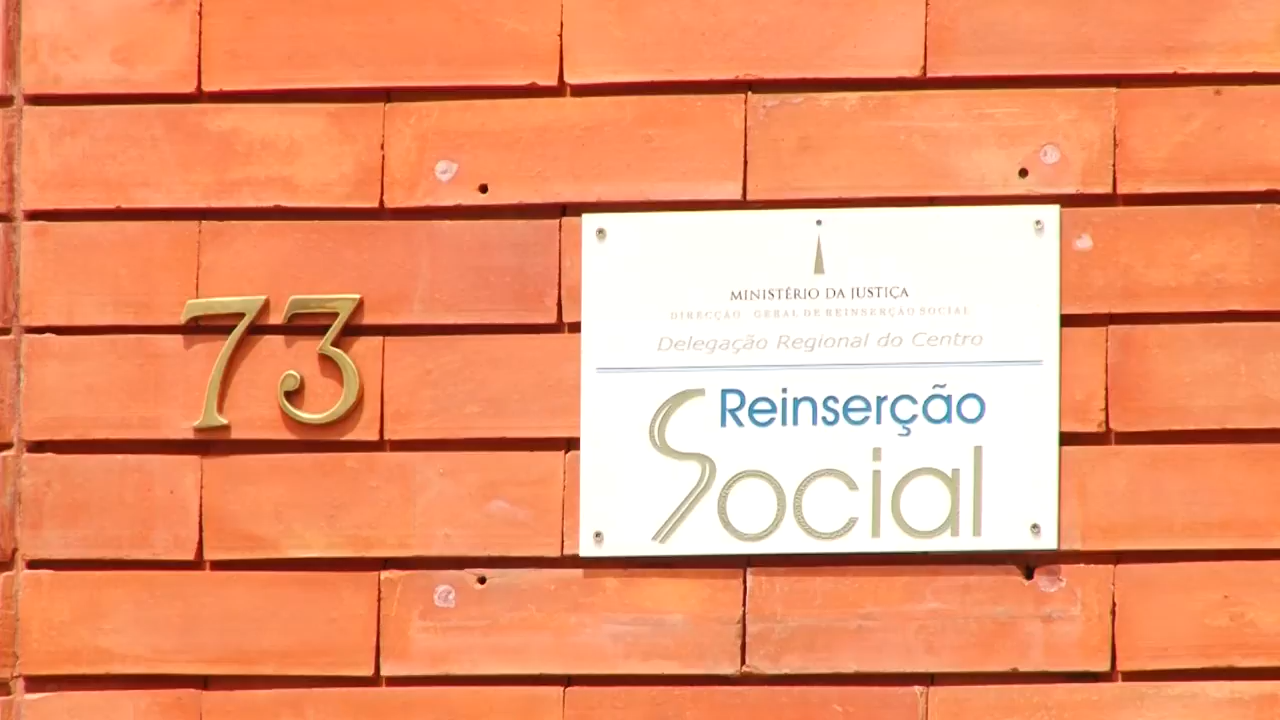 73
MINISTÉRIO DA JUSTIÇA
DIRECÇÃO - GERAL DE REINSERÇÃO SOCIAL
Delegação Regional do Centro
Reinserção
Social